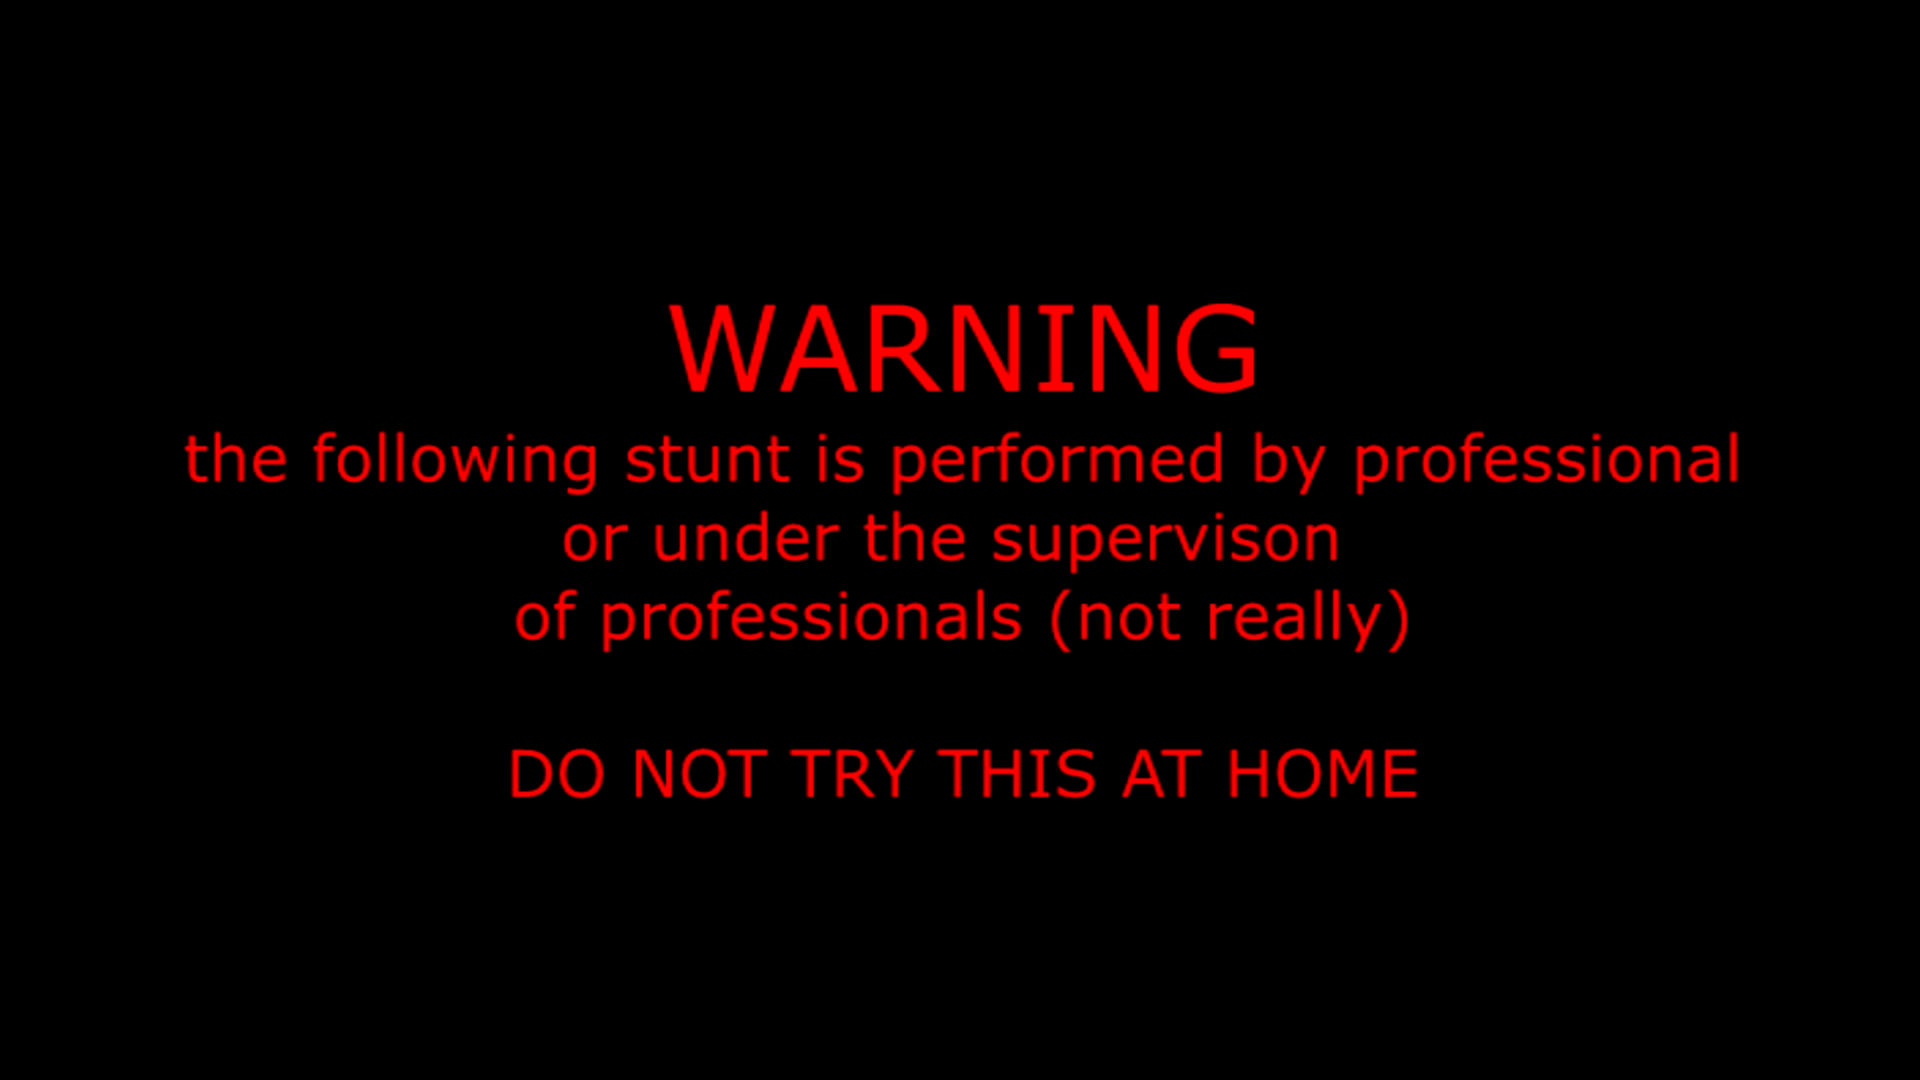 WARNING
the following stunt is performed by professional
or under the supervison
of professionals (not really)
DO NOT TRY THIS AT HOME